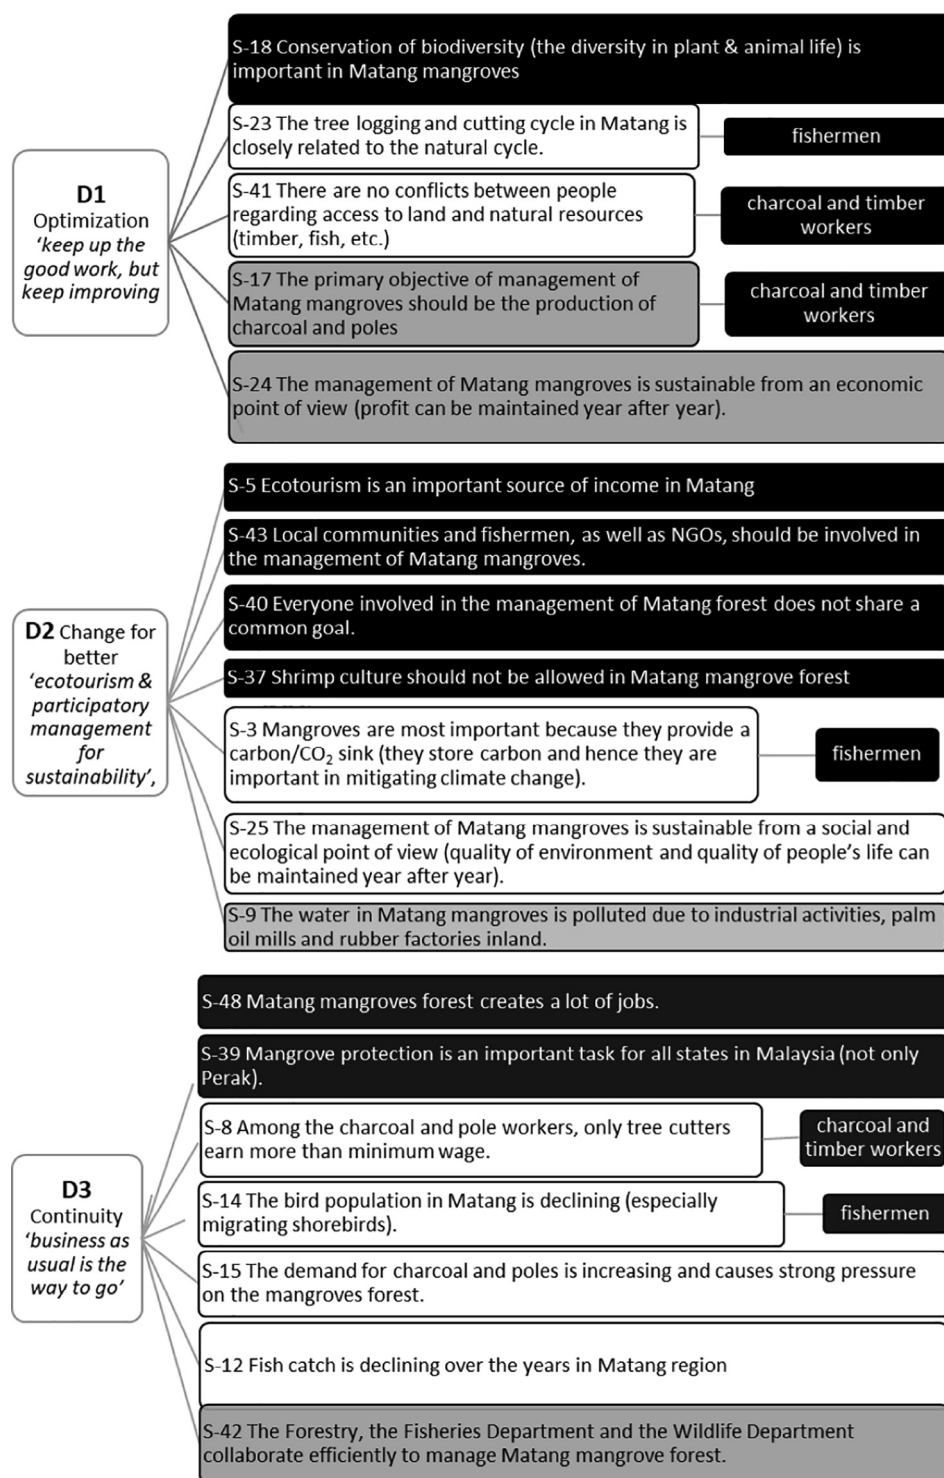 D1
Optimization
'keep up the
good work, but
keep improving
S-18 Conservation of biodiversity (the diversity in plant & animal life) is
important in Matang mangroves
S-23 The tree logging and cutting cycle in Matang is
closely related to the natural cycle.
fishermen
S-41 There are no conflicts between people
regarding access to land and natural resources
(timber, fish, etc.)
charcoal and timber
workers
S-17 The primary objective of management of
Matang mangroves should be the production of
charcoal and poles
charcoal and timber
workers
S-24 The management of Matang mangroves is sustainable from an economic
point of view (profit can be maintained year after year).
D2 Change for
better
'ecotourism &
participatory
management
for
sustainability',
S-5 Ecotourism is an important source of income in Matang
S-43 Local communities and fishermen, as well as NGOs, should be involved in
the management of Matang mangroves.
S-40 Everyone involved in the management of Matang forest does not share a
common goal.
S-37 Shrimp culture should not be allowed in Matang mangrove forest
S-3 Mangroves are most important because they provide a
carbon/CO₂ sink (they store carbon and hence they are
important in mitigating climate change).
fishermen
S-25 The management of Matang mangroves is sustainable from a social and
ecological point of view (quality of environment and quality of people's life can
be maintained year after year).
S-9 The water in Matang mangroves is polluted due to industrial activities, palm
oil mills and rubber factories inland.
D3
Continuity
'business as
usual is the
way to go'
S-48 Matang mangroves forest creates a lot of jobs.
S-39 Mangrove protection is an important task for all states in Malaysia (not only
Perak).
S-8 Among the charcoal and pole workers, only tree cutters
earn more than minimum wage.
charcoal and
timber workers
S-14 The bird population in Matang is declining (especially
migrating shorebirds).
fishermen
S-15 The demand for charcoal and poles is increasing and causes strong pressure
on the mangroves forest.
S-12 Fish catch is declining over the years in Matang region
S-42 The Forestry, the Fisheries Department and the Wildlife Department
collaborate efficiently to manage Matang mangrove forest.